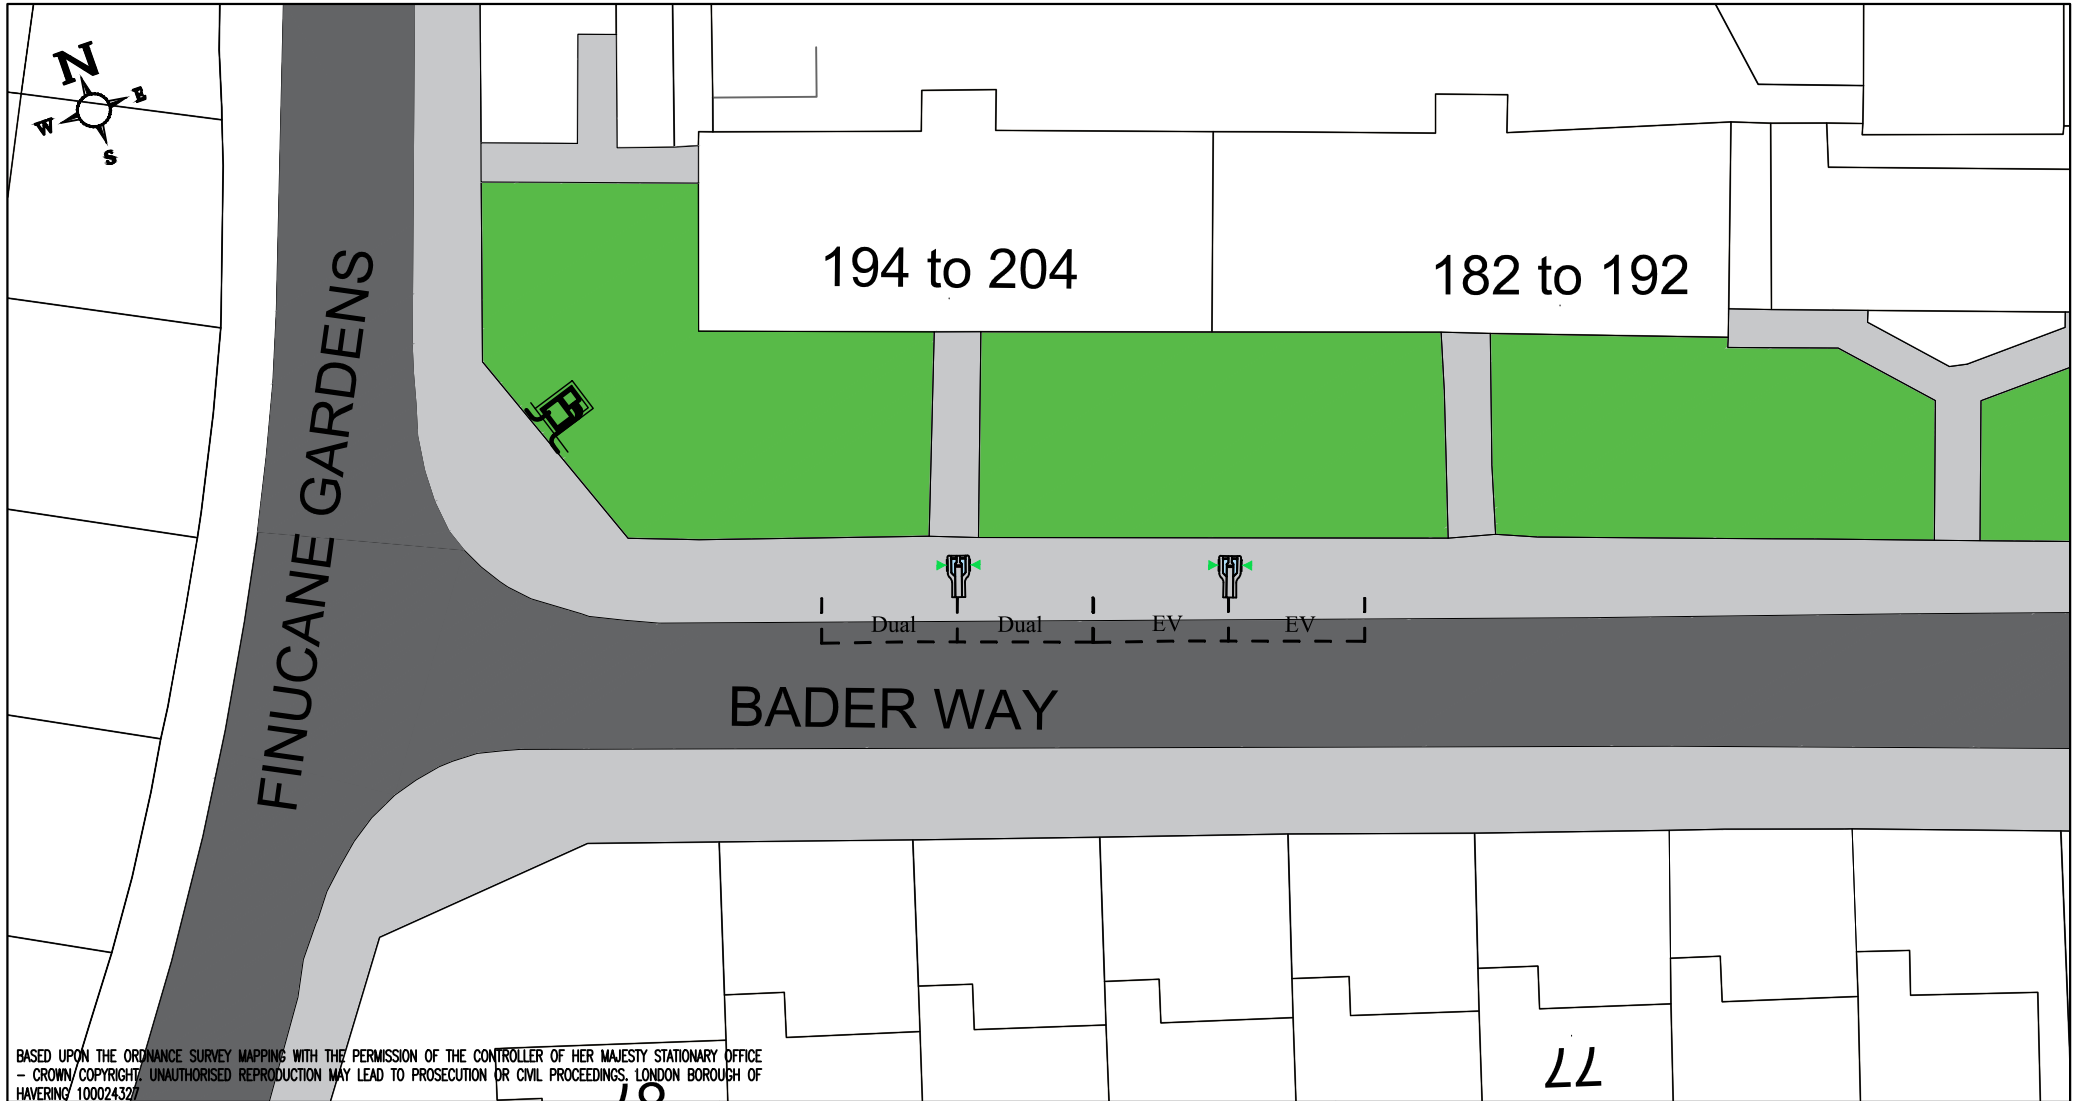 N
E
W
S
194 to 204
182 to 192
FINUCANE GARDENS
Dual
Dual
EV
EV
BADER WAY
77
BASED UPON THE ORDNANCE SURVEY MAPPING WITH THE PERMISSION OF THE CONTROLLER OF HER MAJESTY STATIONARY OFFICE
– CROWN COPYRIGHT. UNAUTHORISED REPRODUCTION MAY LEAD TO PROSECUTION OR CIVIL PROCEEDINGS. LONDON BOROUGH OF
HAVERING 100024327